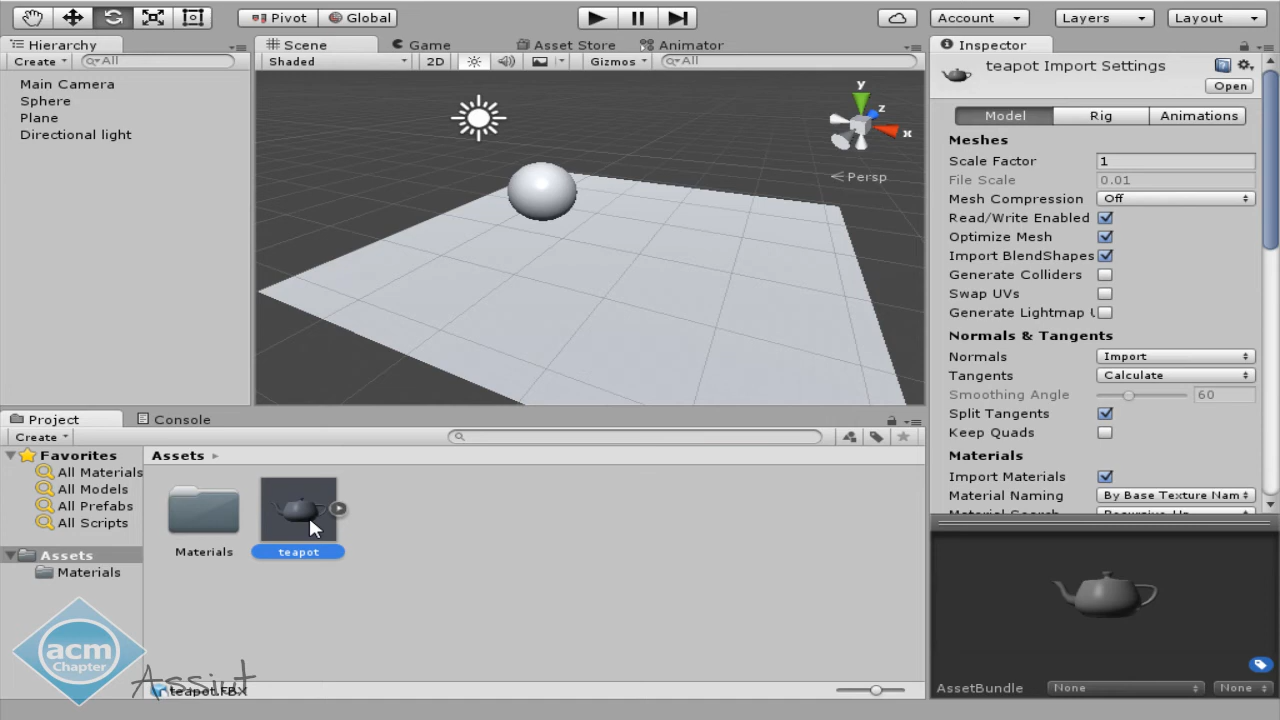 Pivot Global Account Layers Layout
Hierarchy
Create All
Main Camera
Sphere
Plane
Directional light
Scene Game Asset Store Animator
Shaded 2D Gizmos All
y
z
x
Persp
Inspector
teapot Import Settings
Open
Model Rig Animations
Meshes
Scale Factor 1
File Scale 0.01
Mesh Compression Off
Read/Write Enabled
Optimize Mesh
Import BlendShapes
Generate Colliders
Swap UVs
Generate Lightmap
Normals & Tangents
Normals Import
Tangents Calculate
Smoothing Angle 60
Split Tangents
Keep Quads
Materials
Import Materials
Material Naming By Base Texture Nam
Material Search Recursive-Up
AssetBundle None None
Project Console
Create
Favorites
All Materials
All Models
All Prefabs
All Scripts
Assets
Materials
Assets
Materials teapot
teapot.FBX
acm
Chapter
Assiut